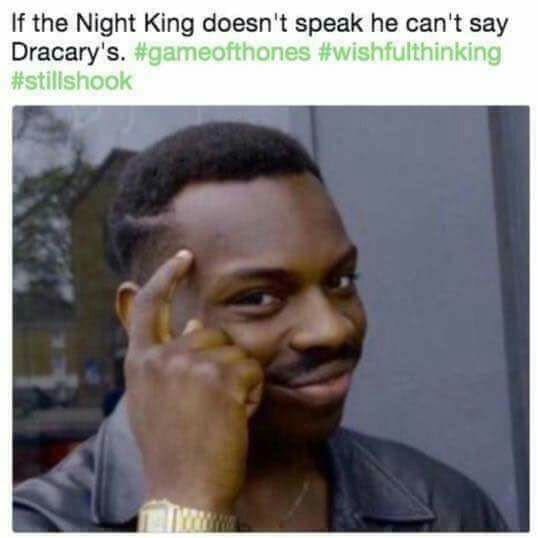 If the Night King doesn't speak he can't say
Dracary's. #gameofthones #wishfulthinking
#stillshook